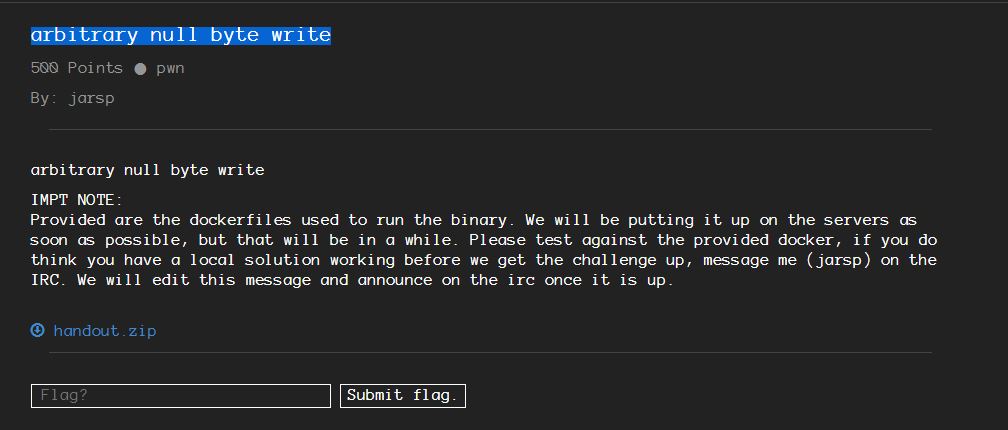 arbitrary null byte write
500 Points ● pwn
By: jarsp
arbitrary null byte write
IMPT NOTE:
Provided are the dockerfiles used to run the binary. We will be putting it up on the servers as
soon as possible, but that will be in a while. Please test against the provided docker, if you do
think you have a local solution working before we get the challenge up, message me (jarsp) on the
IRC. We will edit this message and announce on the irc once it is up.
handout.zip
Flag? Submit flag.